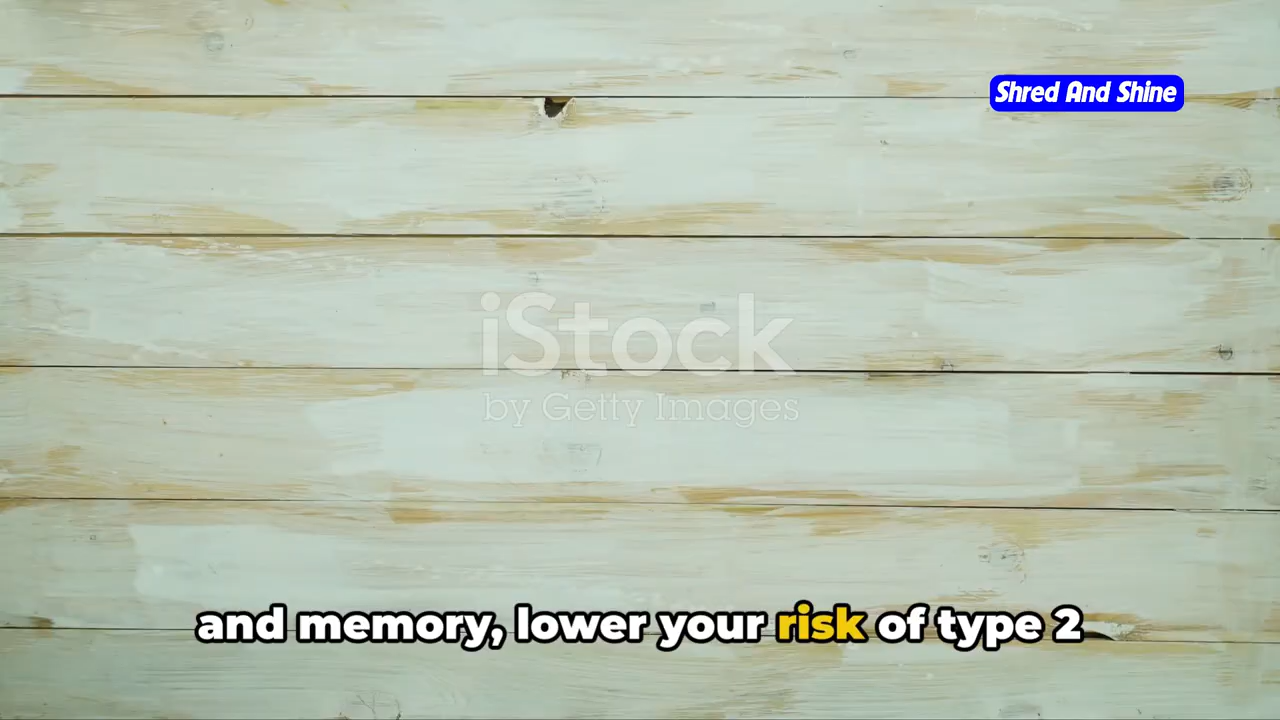 Shred And Shine
iStock
by Getty Images
and memory, lower your risk of type 2